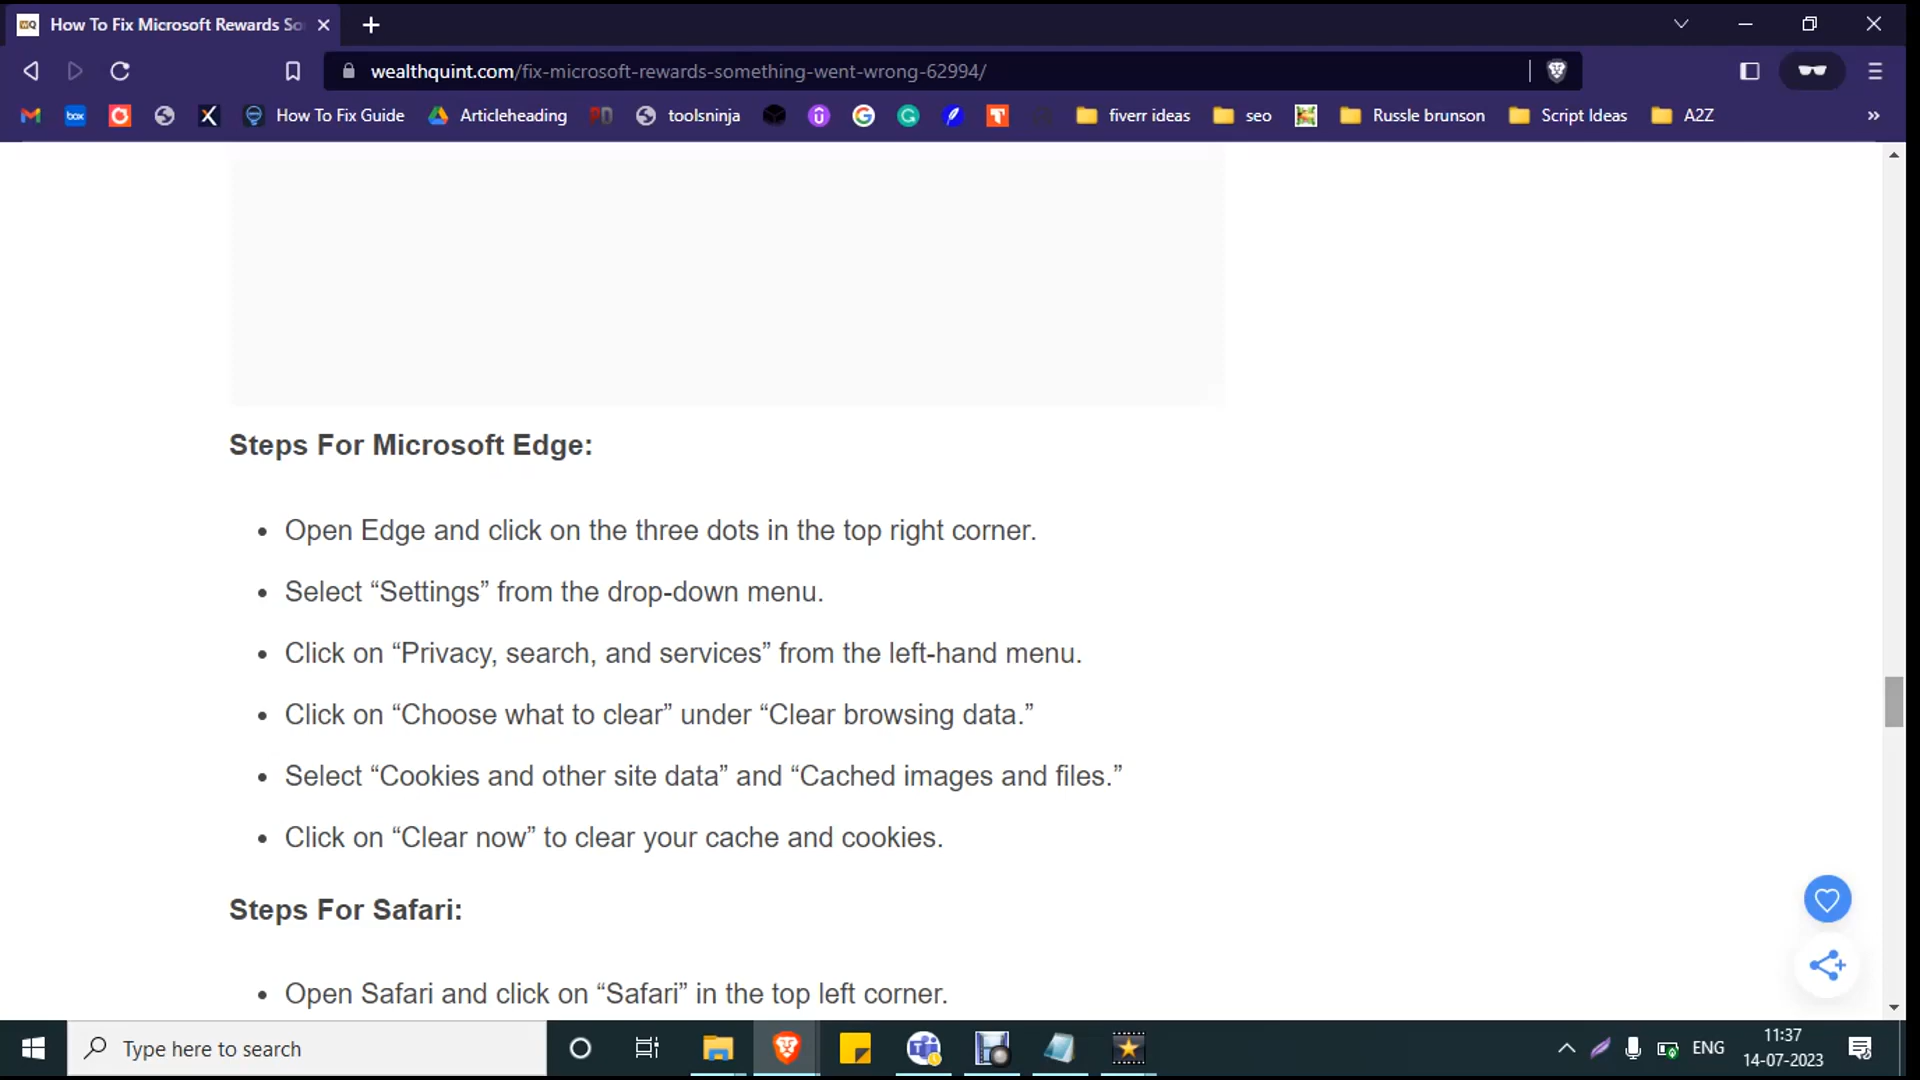 How To Fix Microsoft Rewards So
wealthquint.com/fix-microsoft-rewards-something-went-wrong-62994/
box How To Fix Guide Articleheading toolsninja fiverr ideas seo Russle brunson Script Ideas A2Z
Steps For Microsoft Edge:
• Open Edge and click on the three dots in the top right corner.
• Select “Settings” from the drop-down menu.
• Click on “Privacy, search, and services” from the left-hand menu.
• Click on “Choose what to clear” under “Clear browsing data.”
• Select “Cookies and other site data” and “Cached images and files.”
• Click on “Clear now” to clear your cache and cookies.
Steps For Safari:
• Open Safari and click on “Safari” in the top left corner.
Type here to search
ENG
11:37
14-07-2023